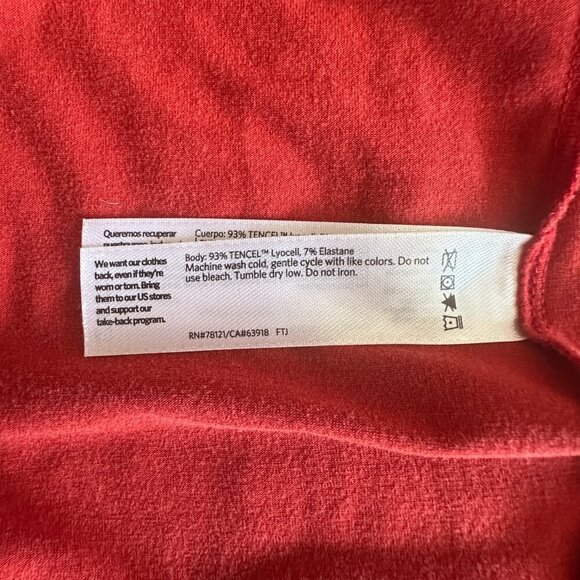 Queremos recuperar
Cuerpo: 93% TENCEL™
We want our clothes
back, even if they're
worn or torn. Bring
them to our US stores
and support our
take-back program.
Body: 93% TENCEL™ Lyocell, 7% Elastane
Machine wash cold, gentle cycle with like colors. Do not
use bleach. Tumble dry low. Do not iron.
RN#78121/CA#63918 FTJ